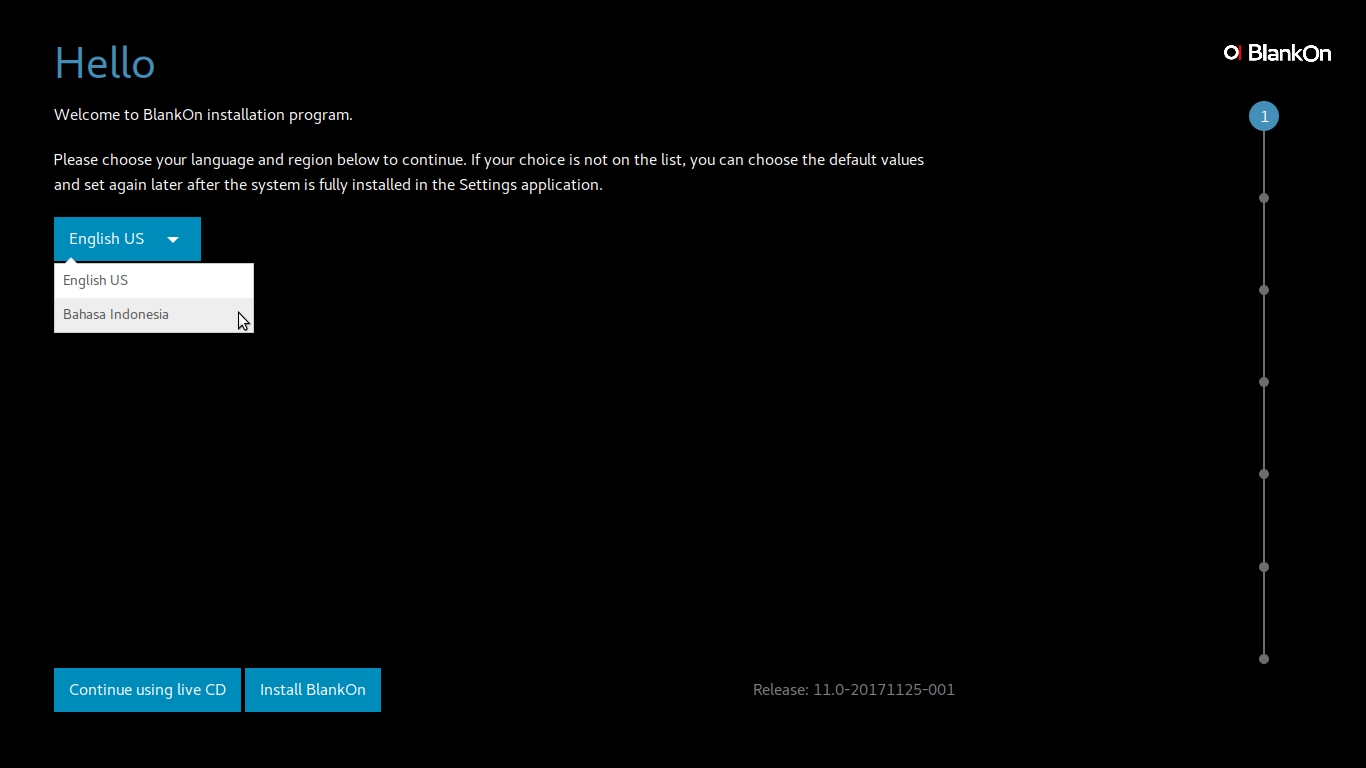 Hello
BlankOn
Welcome to BlankOn installation program.
1
Please choose your language and region below to continue. If your choice is not on the list, you can choose the default values
and set again later after the system is fully installed in the Settings application.
English US
English US
Bahasa Indonesia
Continue using live CD
Install BlankOn
Release: 11.0-20171125-001